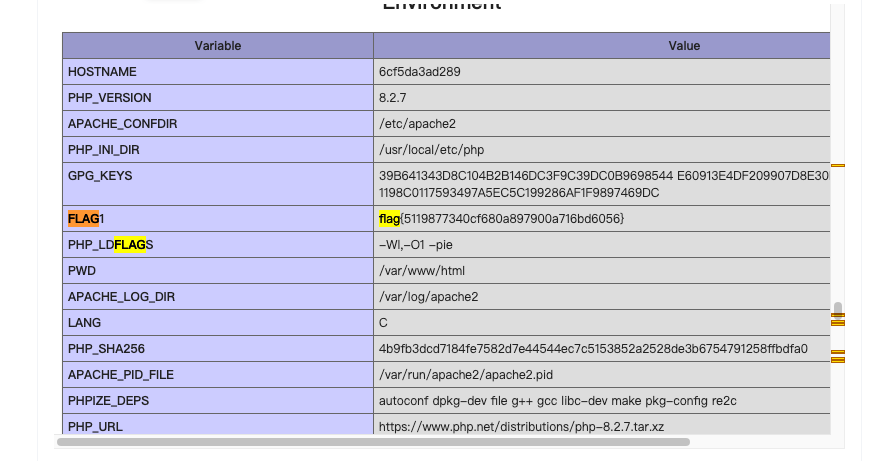 Environment
Variable Value
HOSTNAME 6cf5da3ad289
PHP_VERSION 8.2.7
APACHE_CONFDIR /etc/apache2
PHP_INI_DIR /usr/local/etc/php
GPG_KEYS 39B641343D8C104B2B146DC3F9C39DC0B9698544 E60913E4DF209907D8E30
1198C0117593497A5EC5C199286AF1F9897469DC
FLAG1 flag{5119877340cf680a897900a716bd6056}
PHP_LDFLAGS -Wl,-O1 -pie
PWD /var/www/html
APACHE_LOG_DIR /var/log/apache2
LANG C
PHP_SHA256 4b9fb3dcd7184fe7582d7e44544ec7c5153852a2528de3b6754791258ffbdfa0
APACHE_PID_FILE /var/run/apache2/apache2.pid
PHPIZE_DEPS autoconf dpkg-dev file g++ gcc libc-dev make pkg-config re2c
PHP_URL https://www.php.net/distributions/php-8.2.7.tar.xz